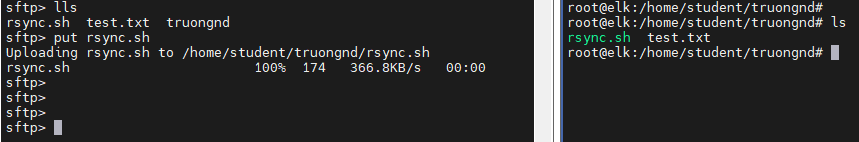 sftp> lls
rsync.sh  test.txt  truongnd
sftp> put rsync.sh
Uploading rsync.sh to /home/student/truongnd/rsync.sh
rsync.sh                       100%  174   366.8KB/s   00:00
sftp>
sftp>
sftp>
sftp>
root@elk:/home/student/truongnd#
root@elk:/home/student/truongnd# ls
rsync.sh  test.txt
root@elk:/home/student/truongnd#